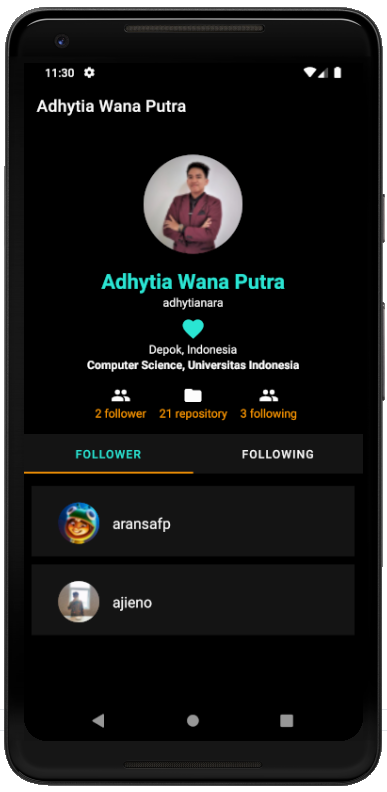 11:30
Adhytia Wana Putra
Adhytia Wana Putra
adhytianara
Depok, Indonesia
Computer Science, Universitas Indonesia
2 follower 21 repository 3 following
FOLLOWER FOLLOWING
aransafp
ajieno